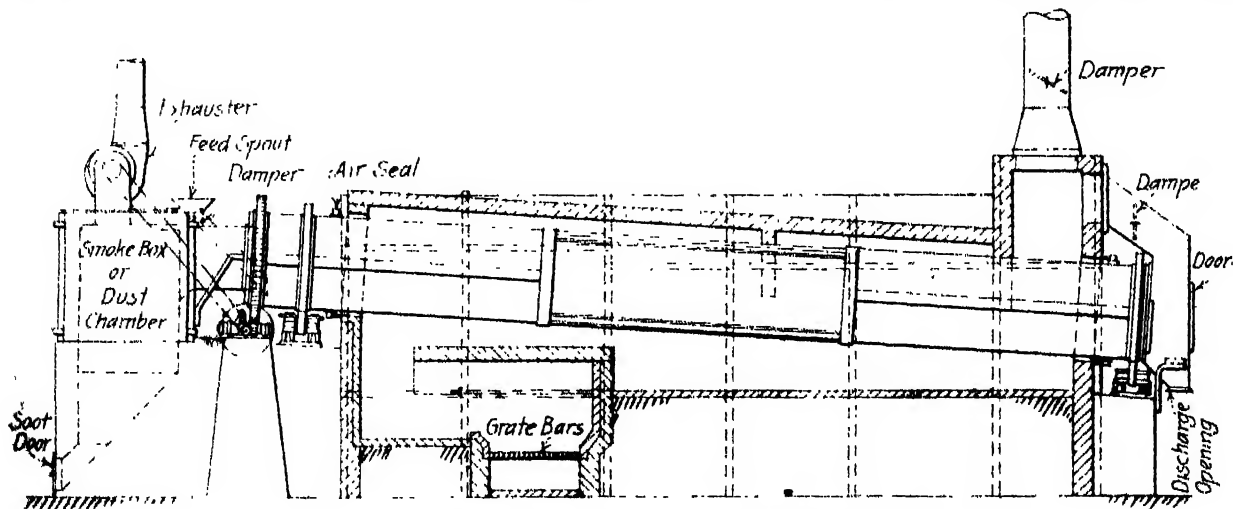 Exhauster
Feed Spout
Damper
Air Seal
Damper
Dampe
Door
Smoke Box
or
Dust
Chamber
Soot
Door
Grate Bars
Discharge
Opening